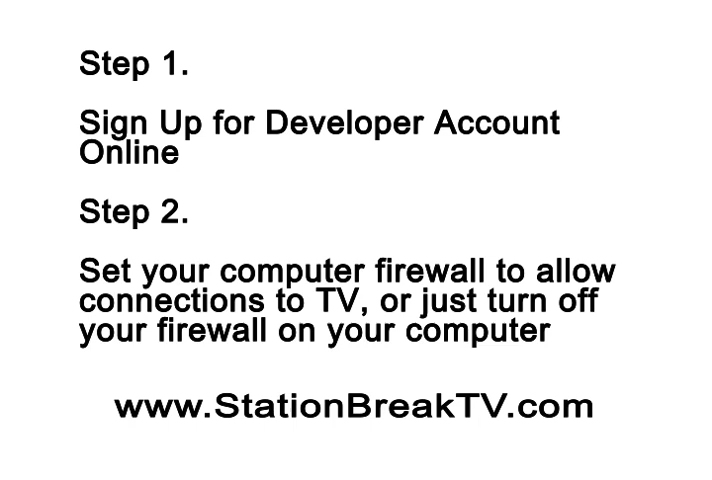 Step 1.
Sign Up for Developer Account
Online
Step 2.
Set your computer firewall to allow
connections to TV, or just turn off
your firewall on your computer
www.StationBreakTV.com